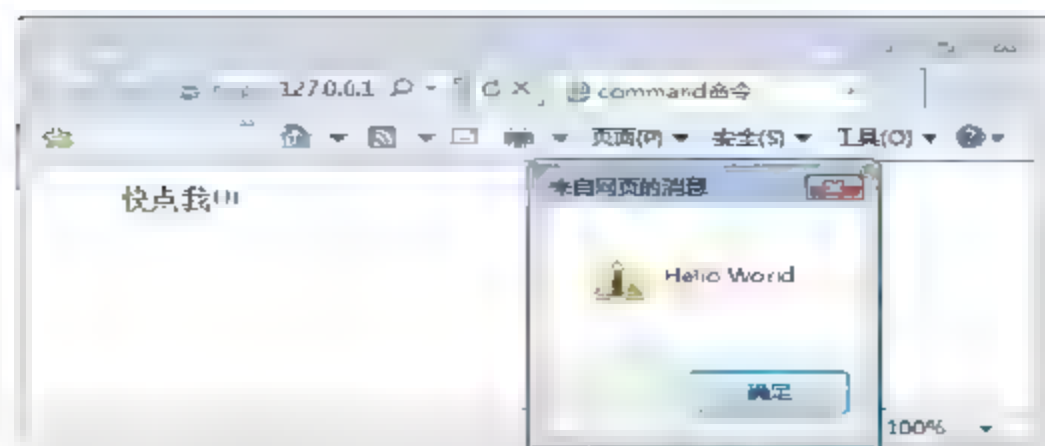 127.0.0.1 command命令
页面(P) 安全(S) 工具(O)
快点我!!!
来自网页的消息
Hello World
确定
100%